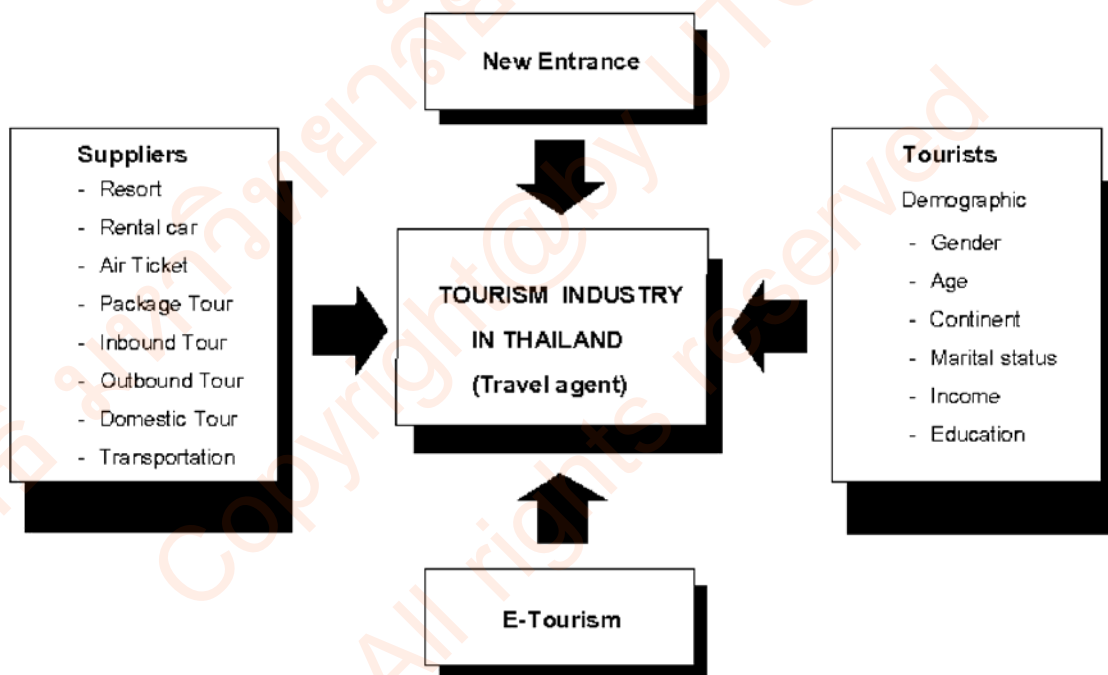 New Entrance
Suppliers
- Resort
- Rental car
- Air Ticket
- Package Tour
- Inbound Tour
- Outbound Tour
- Domestic Tour
- Transportation
TOURISM INDUSTRY
IN THAILAND
(Travel agent)
Tourists
Demographic
- Gender
- Age
- Continent
- Marital status
- Income
- Education
E-Tourism
Copyright@by UTCC
All rights reserved